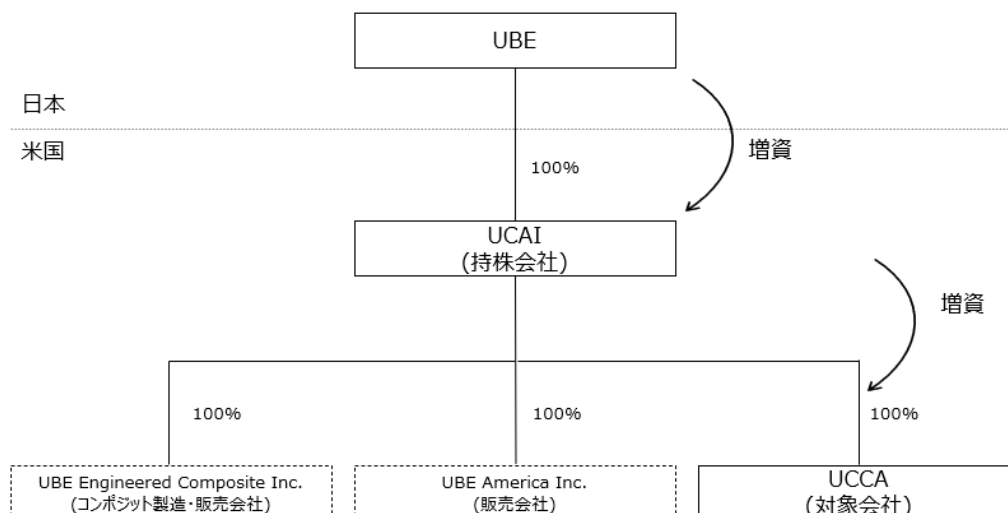 UBE
日本
米国
増資
100%
UCAI
(持株会社)
増資
100%
100%
100%
UBE Engineered Composite Inc.
(コンポジット製造・販売会社)
UBE America Inc.
(販売会社)
UCCA
(対象会社)